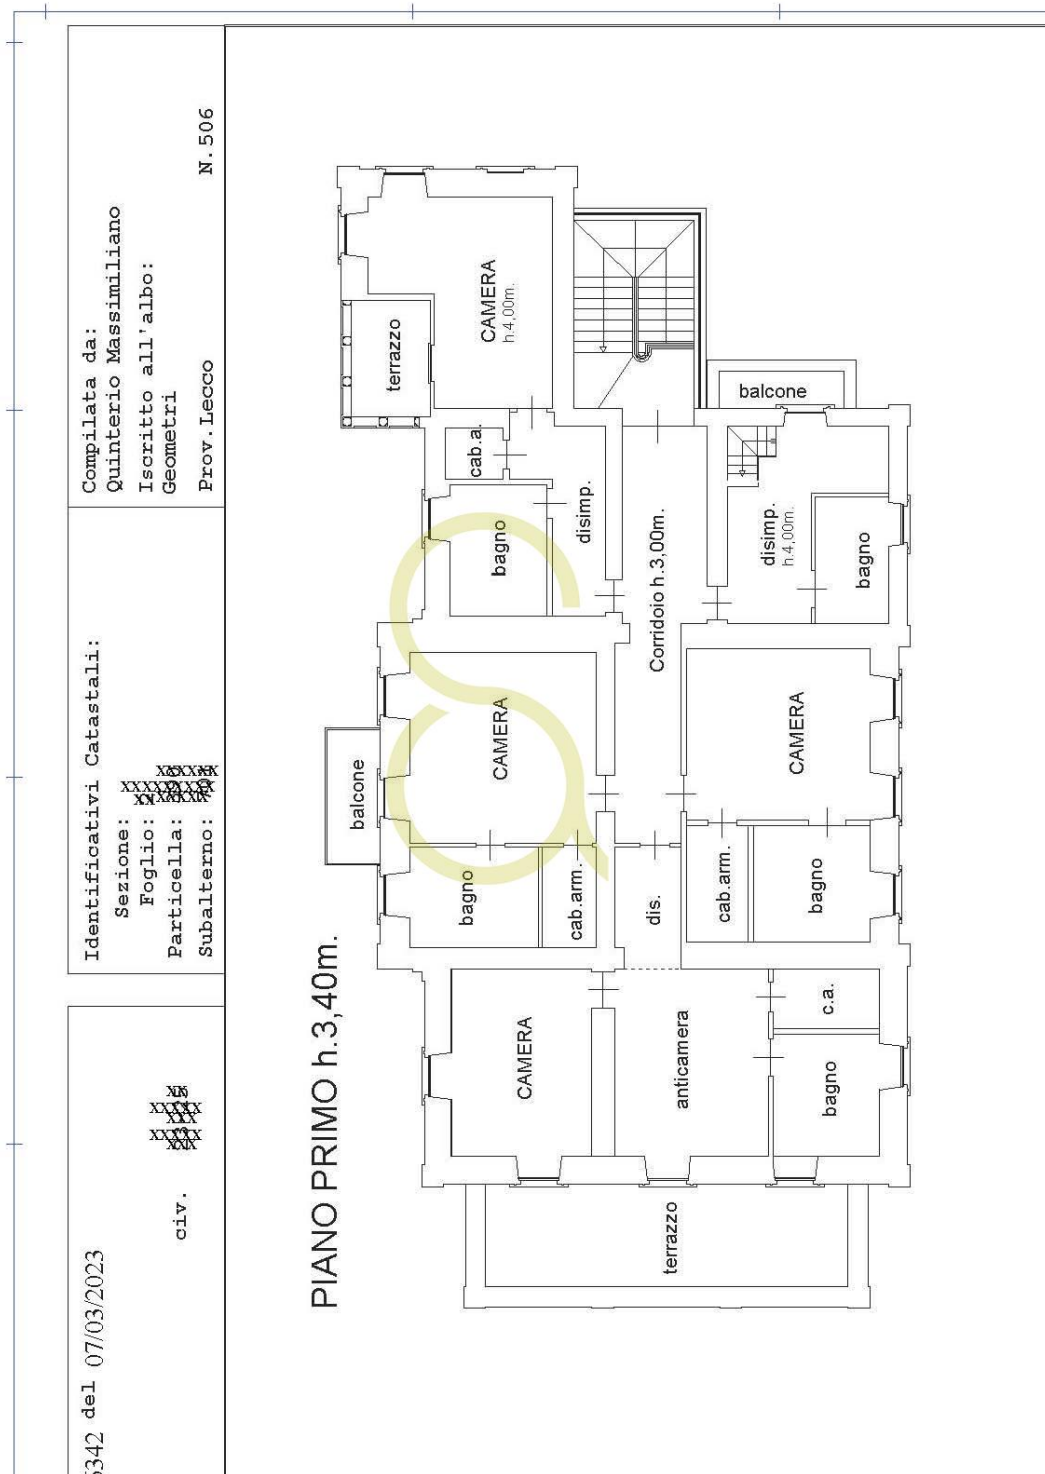 Compilata da:
Quinterio Massimiliano
Iscritto all'albo:
Geometri
Prov.Lecco
N.506
Identificativi Catastali:
Sezione:
Foglio:
Particella:
Subalterno:
del 07/03/2023
civ.
PIANO PRIMO h.3,40m.
CAMERA
h.4,00m.
terrazzo
cab.a.
bagno
disimp.
balcone
disimp.
h.4,00m.
bagno
Corridoio h.3,00m.
balcone
CAMERA
CAMERA
bagno
cab.arm.
dis.
cab.arm.
bagno
CAMERA
anticamera
c.a.
bagno
terrazzo